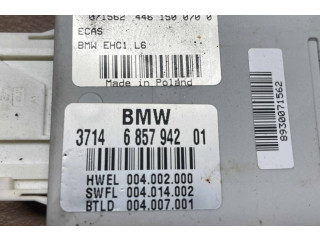 071562 446 150 070 0
ECAS
BMW EHC1 L6
Made in Poland
BMW
3714 6 857 942 01
HWEL 004.002.000
SWFL 004.014.002
BTLD 004.007.001
8930071562